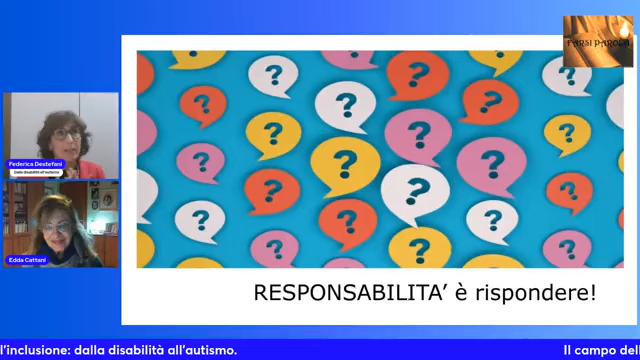 FARSI PAROLA
Federica Destefani
Dalla disabilità all'autismo
Edda Cattani
RESPONSABILITA’ è rispondere!
l'inclusione: dalla disabilità all'autismo.
Il campo del